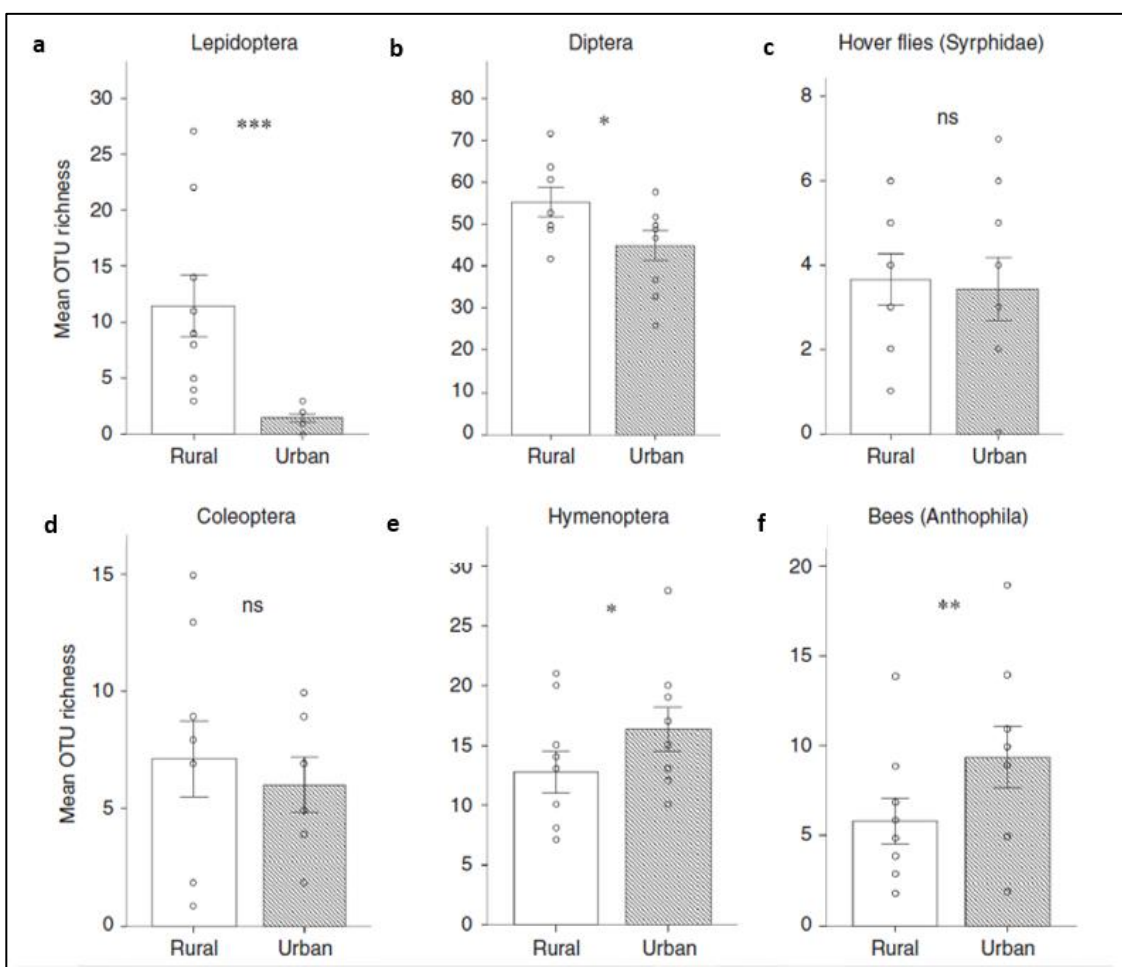 a Lepidoptera
b Diptera
c Hover flies (Syrphidae)
Mean OTU richness
30
25
20
15
10
5
0
***
Rural Urban
80
70
60
50
40
30
20
10
0
*
Rural Urban
8
6
4
2
0
ns
Rural Urban
d Coleoptera
e Hymenoptera
f Bees (Anthophila)
Mean OTU richness
15
10
5
0
ns
Rural Urban
30
25
20
15
10
5
0
*
Rural Urban
20
15
10
5
0
**
Rural Urban